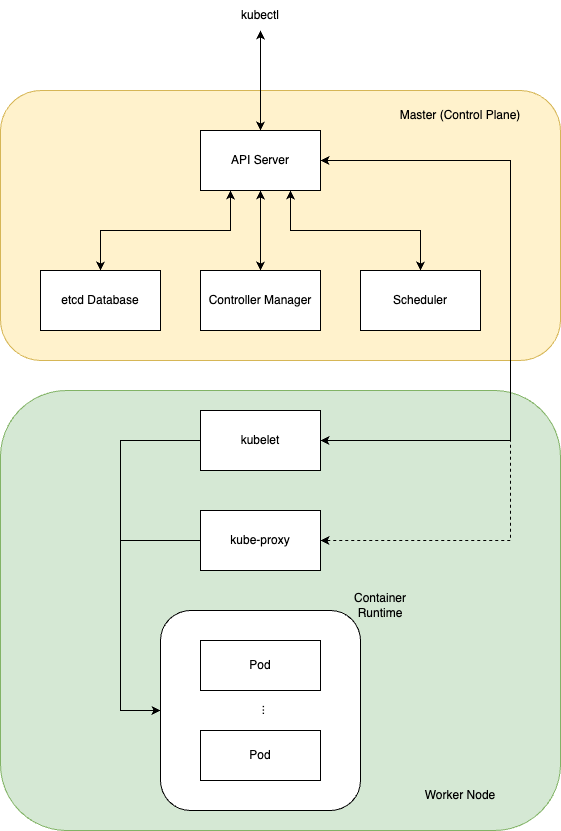 kubectl
Master (Control Plane)
API Server
etcd Database
Controller Manager
Scheduler
kubelet
kube-proxy
Container
Runtime
Pod
...
Pod
Worker Node